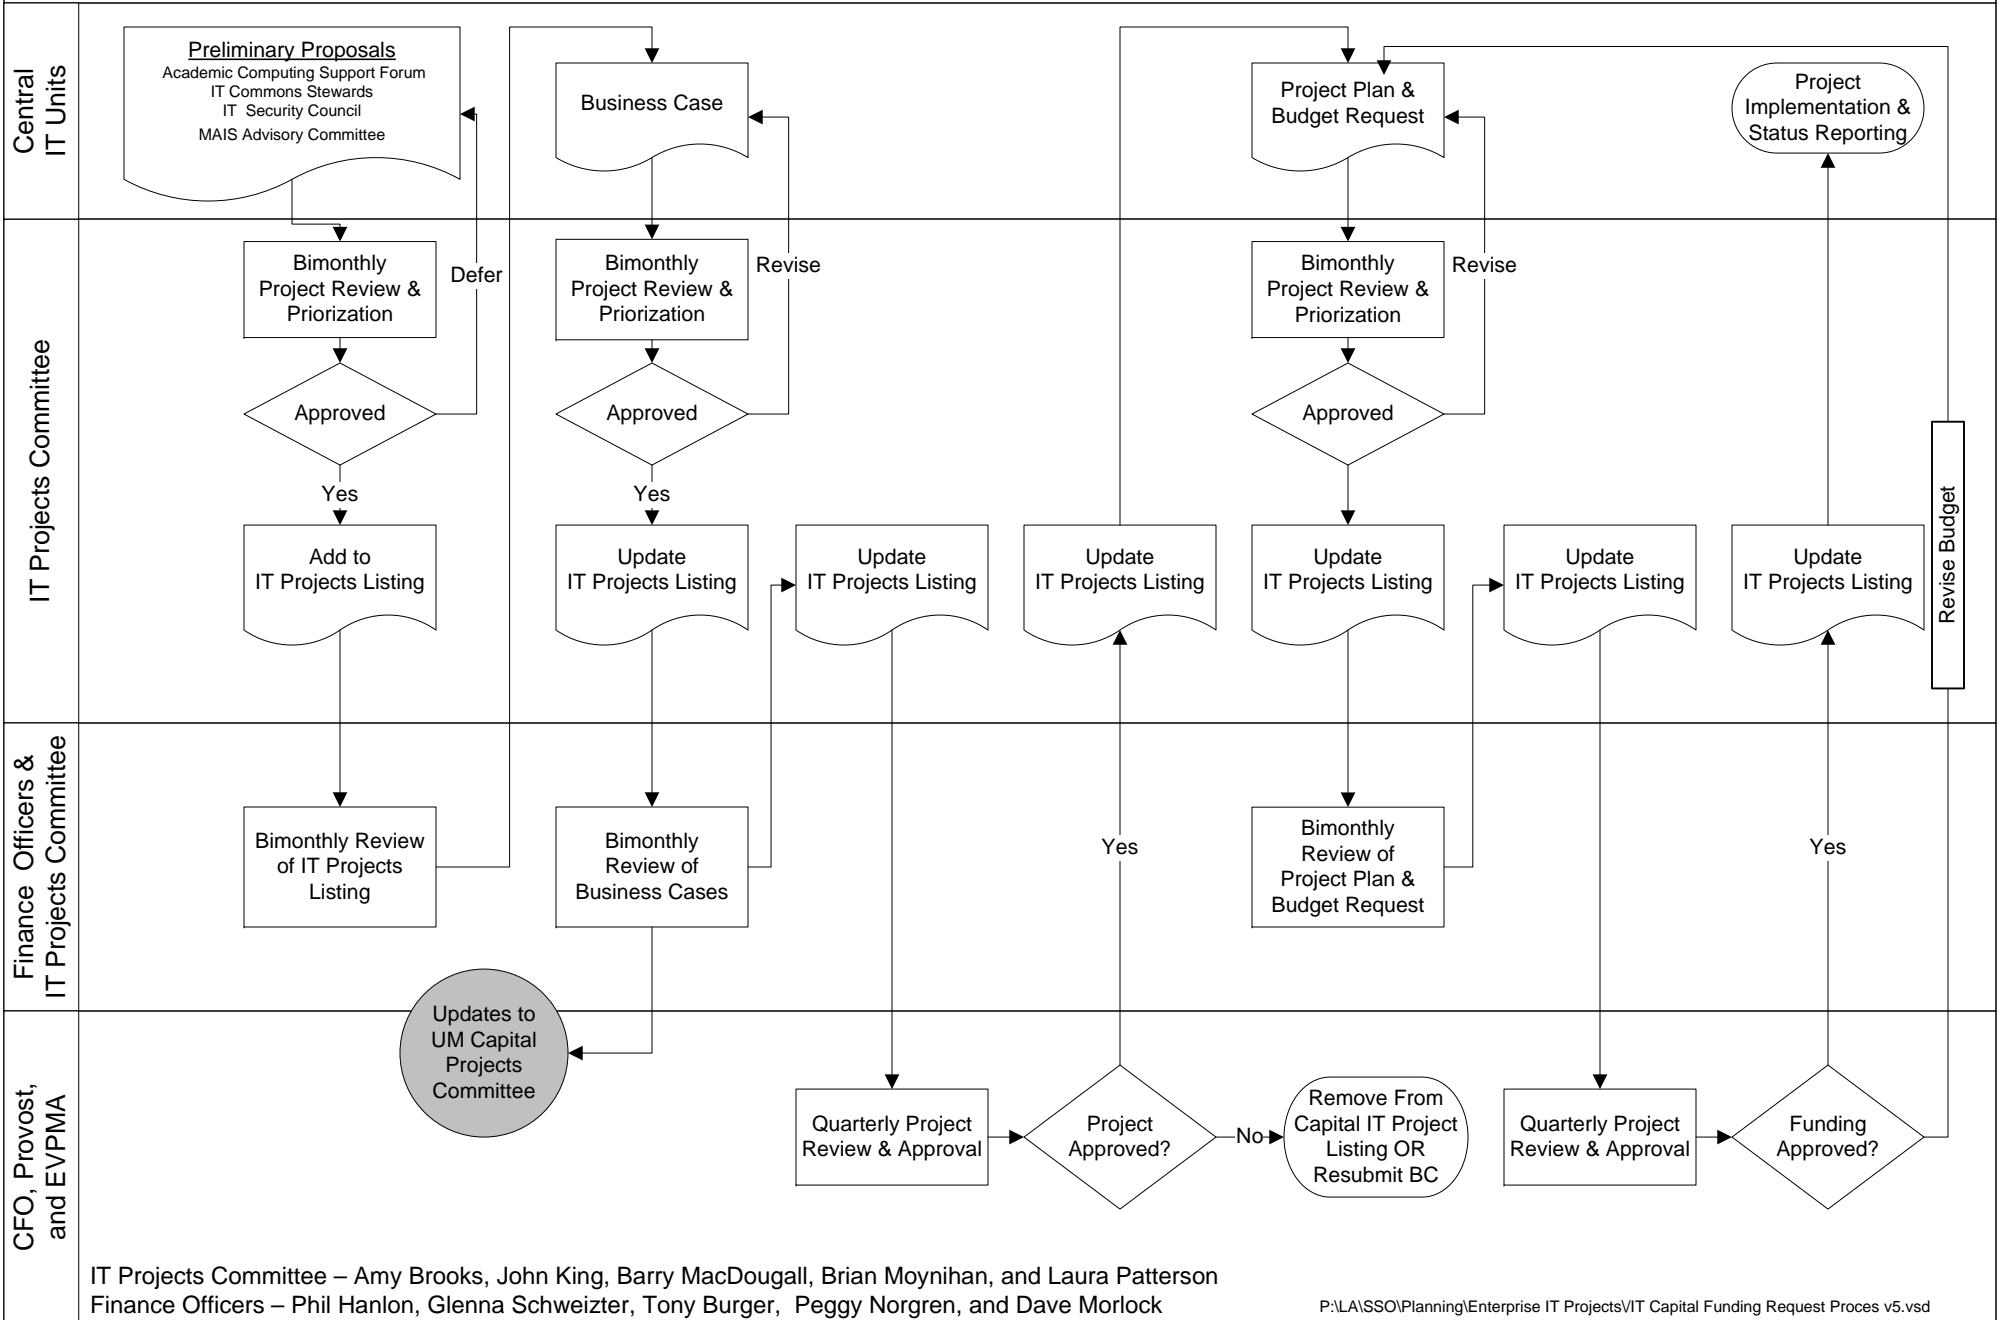 Central
IT Units
Preliminary Proposals
Academic Computing Support Forum
IT Commons Stewards
IT Security Council
MAIS Advisory Committee
Business Case
Project Plan &
Budget Request
Project
Implementation &
Status Reporting
IT Projects Committee
Bimonthly
Project Review &
Priorization
Defer
Bimonthly
Project Review &
Priorization
Revise
Bimonthly
Project Review &
Priorization
Revise
Approved
Approved
Approved
Yes
Yes
Add to
IT Projects Listing
Update
IT Projects Listing
Update
IT Projects Listing
Update
IT Projects Listing
Update
IT Projects Listing
Update
IT Projects Listing
Update
IT Projects Listing
Revise Budget
Finance Officers &
IT Projects Committee
Bimonthly Review
of IT Projects
Listing
Bimonthly
Review of
Business Cases
Yes
Bimonthly
Review of
Project Plan &
Budget Request
Yes
CFO, Provost,
and EVPMA
Updates to
UM Capital
Projects
Committee
Quarterly Project
Review & Approval
Project
Approved?
No
Remove From
Capital IT Project
Listing OR
Resubmit BC
Quarterly Project
Review & Approval
Funding
Approved?
IT Projects Committee – Amy Brooks, John King, Barry MacDougall, Brian Moynihan, and Laura Patterson
Finance Officers – Phil Hanlon, Glenna Schweizter, Tony Burger, Peggy Norgren, and Dave Morlock
P:\LA\SSO\Planning\Enterprise IT Projects\/IT Capital Funding Request Proces v5.vsd